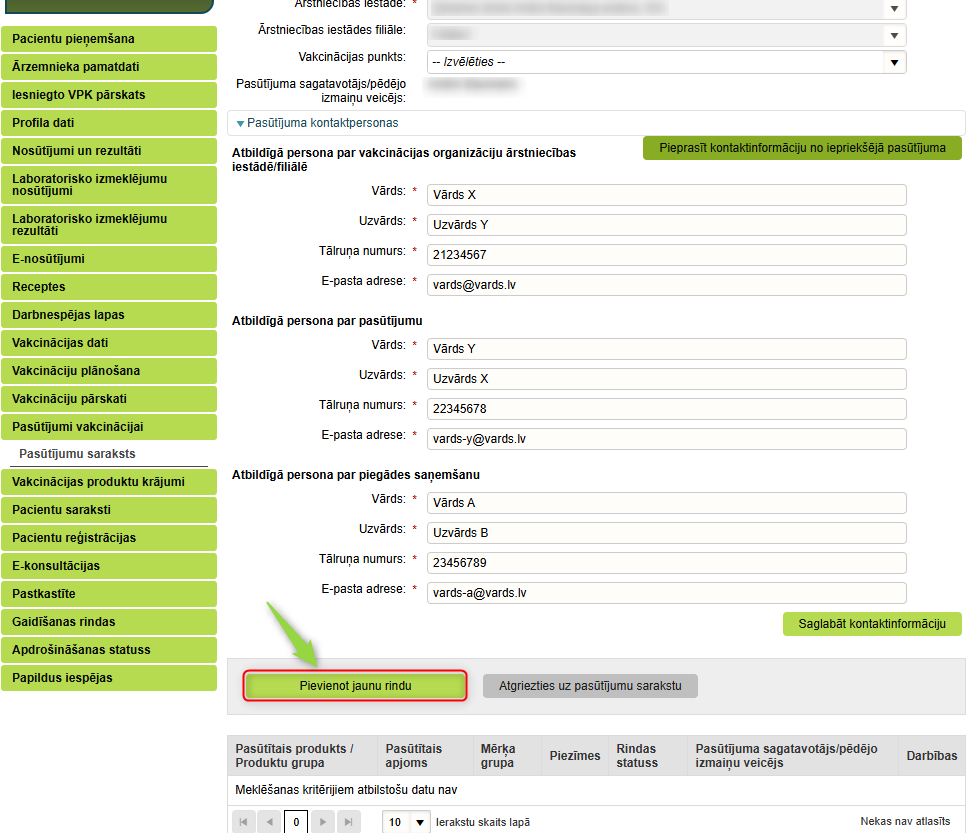 Ārstniecības iestāde: *
Ārstniecības iestādes filiāle:
Vakcinācijas punkts:
-- Izvēlēties --
Pasūtījuma sagatavotājs/pēdējo
izmaiņu veicējs:
Pasūtījuma kontaktpersonas
Atbildīgā persona par vakcinācijas organizāciju ārstniecības
iestādē/filiālē
Pieprasīt kontaktinformāciju no iepriekšējā pasūtījuma
Vārds: * Vārds X
Uzvārds: * Uzvārds Y
Tālruņa numurs: * 21234567
E-pasta adrese: * vards@vards.lv
Atbildīgā persona par pasūtījumu
Vārds: * Vārds Y
Uzvārds: * Uzvārds X
Tālruņa numurs: * 22345678
E-pasta adrese: * vards-y@vards.lv
Atbildīgā persona par piegādes saņemšanu
Vārds: * Vārds A
Uzvārds: * Uzvārds B
Tālruņa numurs: * 23456789
E-pasta adrese: * vards-a@vards.lv
Saglabāt kontaktinformāciju
Pievienot jaunu rindu
Atgriezties uz pasūtījumu sarakstu
Pasūtītais produkts /
Produktu grupa
Pasūtītais
apjoms
Mērķa
grupa
Piezīmes
Rindas
statuss
Pasūtījuma sagatavotājs/pēdējo
izmaiņu veicējs
Darbības
Meklēšanas kritērijiem atbilstošu datu nav
0
10
Ierakstu skaits lapā
Nekas nav atlasīts
Pacientu pieņemšana
Ārzemnieka pamatdati
Iesniegto VPK pārskats
Profila dati
Nosūtījumi un rezultāti
Laboratorisko izmeklējumu
nosūtījumi
Laboratorisko izmeklējumu
rezultāti
E-nosūtījumi
Receptes
Darbnespējas lapas
Vakcinācijas dati
Vakcināciju plānošana
Vakcināciju pārskati
Pasūtījumi vakcinācijai
Pasūtījumu saraksts
Vakcinācijas produktu krājumi
Pacientu saraksti
Pacientu reģistrācijas
E-konsultācijas
Pastkastīte
Gaidīšanas rindas
Apdrošināšanas statuss
Papildus iespējas